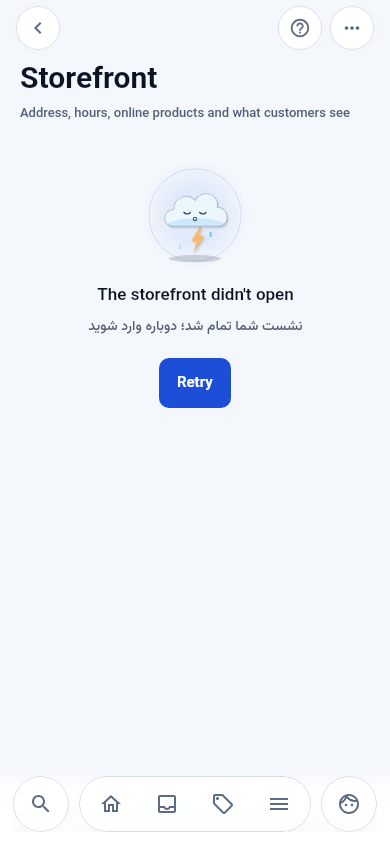 Storefront
Address, hours, online products and what customers see
The storefront didn't open
نشست شما تمام شد؛ دوباره وارد شوید
Retry